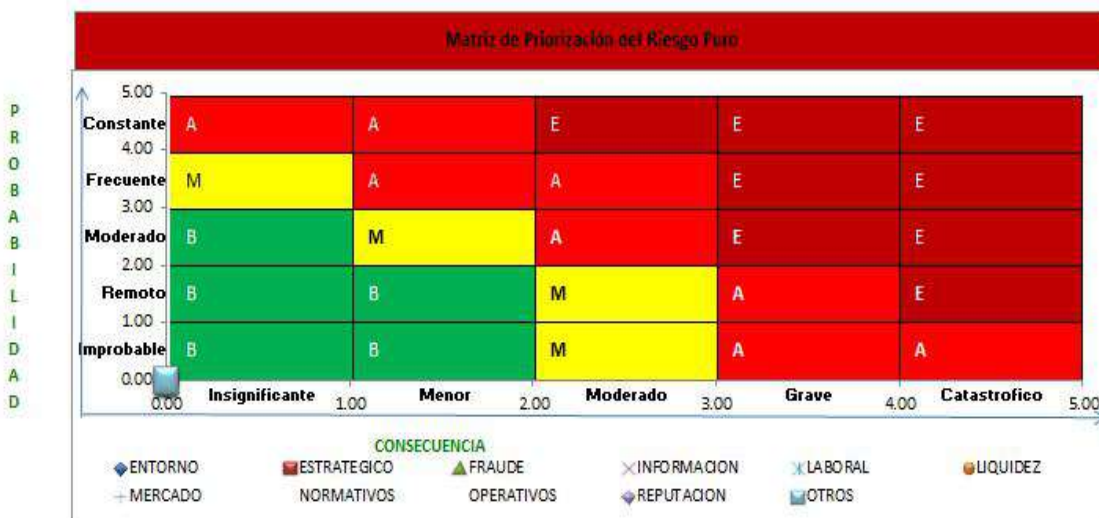 Matriz de Priorización del Riesgo Puro
PROBABILIDAD
5.00
Constante A A E E E
4.00
Frecuente M A A E E
3.00
Moderado B M A E E
2.00
Remoto B B M A E
1.00
Improbable B B M A A
0.00
0.00 Insignificante 1.00 Menor 2.00 Moderado 3.00 Grave 4.00 Catastrofico 5.00
CONSECUENCIA
ENTORNO ESTRATEGICO FRAUDE INFORMACION LABORAL LIQUIDEZ
MERCADO NORMATIVOS OPERATIVOS REPUTACION OTROS